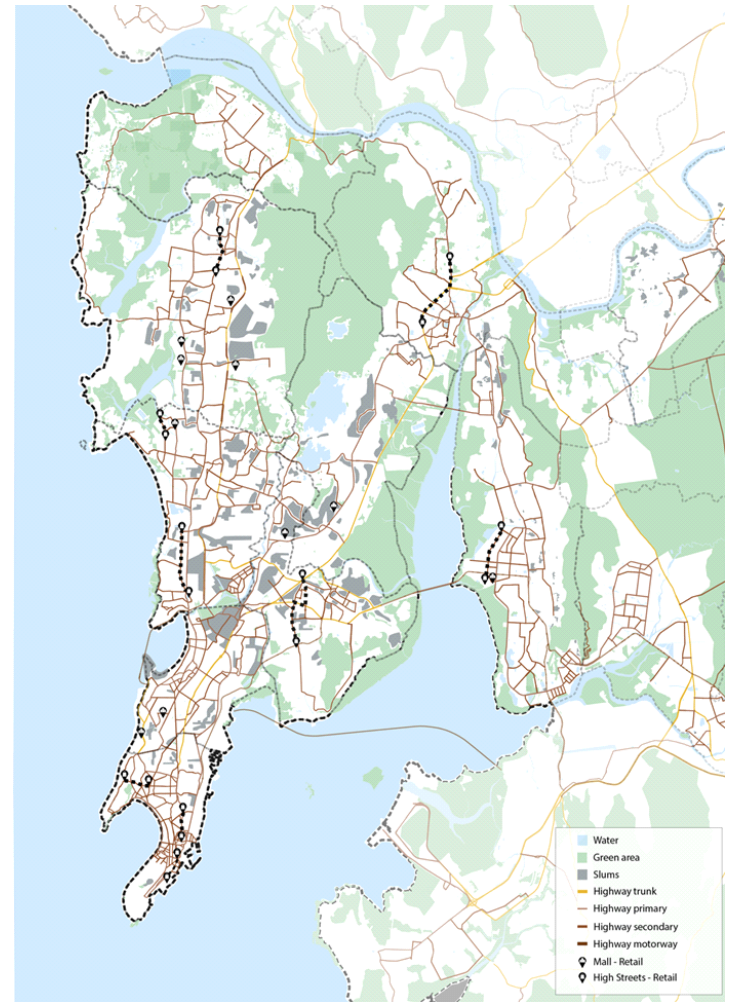 Water
Green area
Slums
Highway trunk
Highway primary
Highway secondary
Highway motorway
Mall - Retail
High Streets - Retail